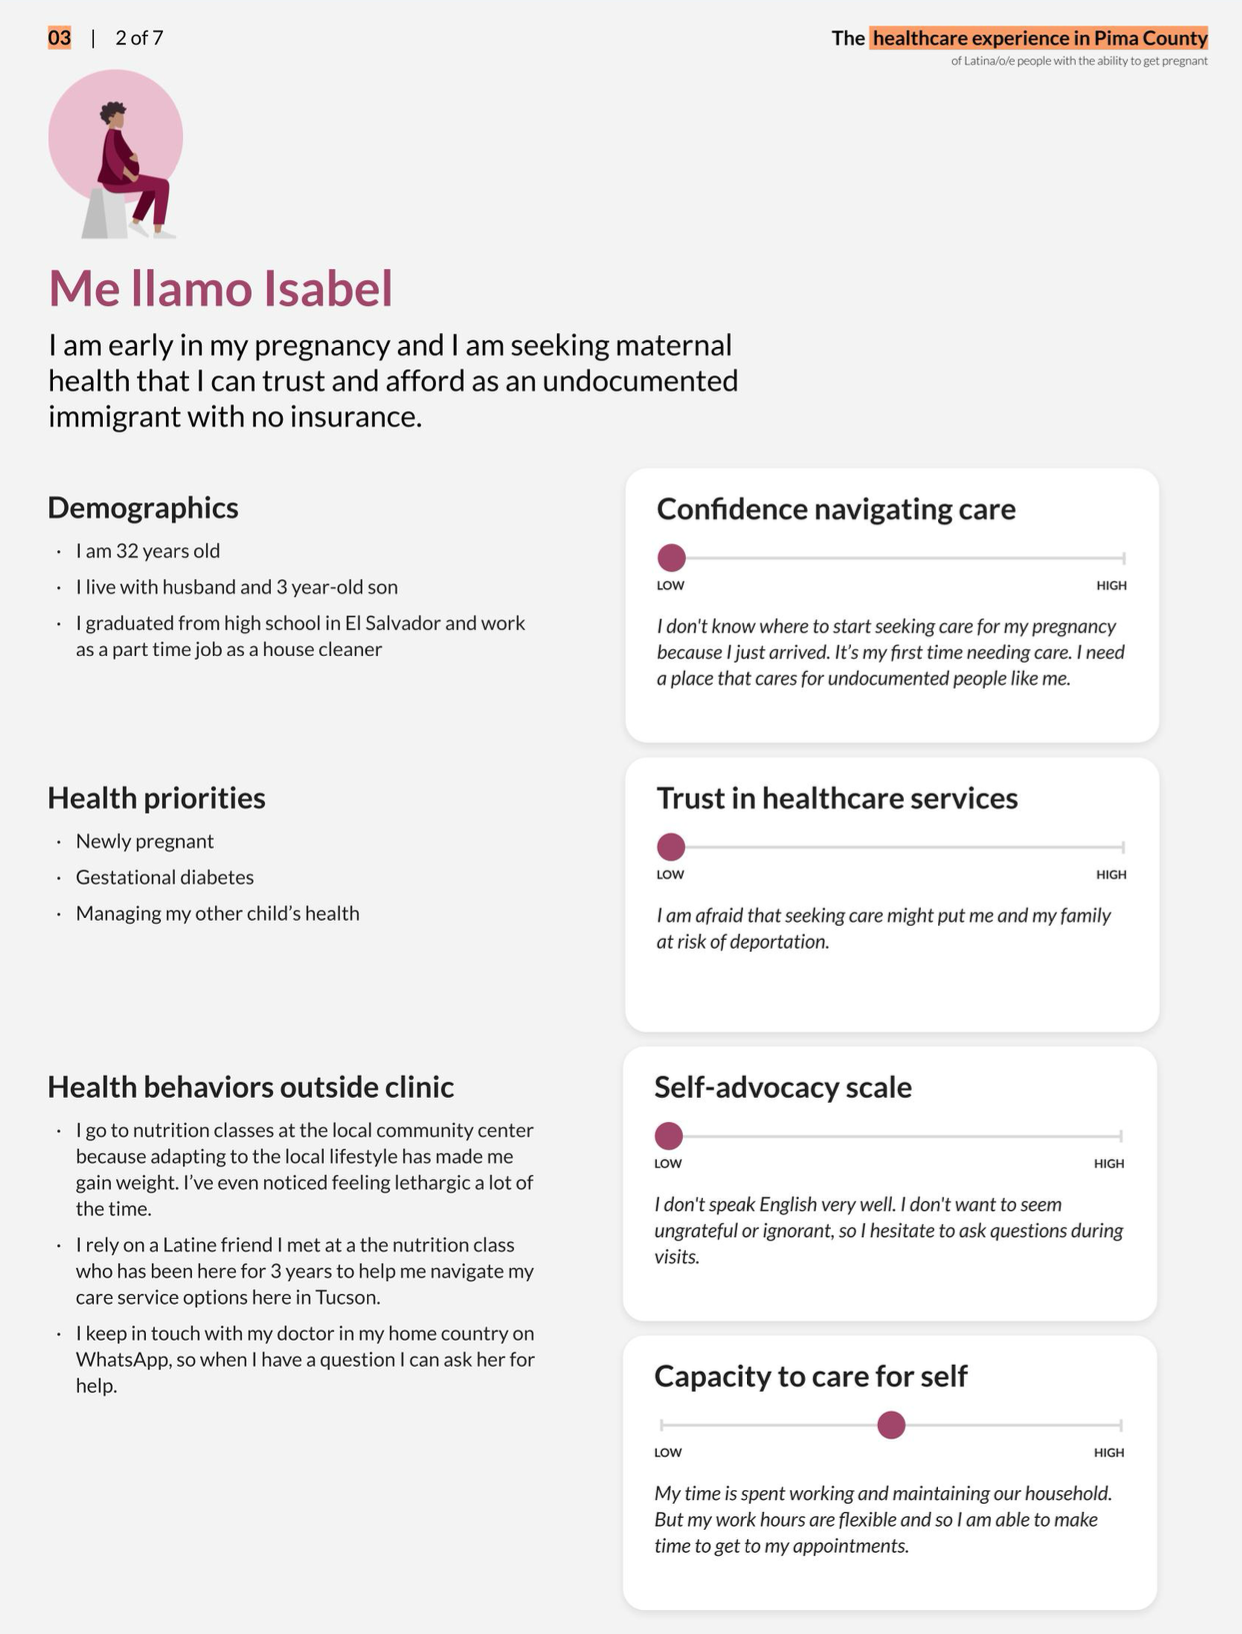 03 | 2 of 7
The healthcare experience in Pima County
of Latina/o/e people with the ability to get pregnant
Me llamo Isabel
I am early in my pregnancy and I am seeking maternal
health that I can trust and afford as an undocumented
immigrant with no insurance.
Demographics
· I am 32 years old
· I live with husband and 3 year-old son
· I graduated from high school in El Salvador and work
as a part time job as a house cleaner
Confidence navigating care
LOW HIGH
I don't know where to start seeking care for my pregnancy
because I just arrived. It’s my first time needing care. I need
a place that cares for undocumented people like me.
Health priorities
· Newly pregnant
· Gestational diabetes
· Managing my other child’s health
Trust in healthcare services
LOW HIGH
I am afraid that seeking care might put me and my family
at risk of deportation.
Health behaviors outside clinic
· I go to nutrition classes at the local community center
because adapting to the local lifestyle has made me
gain weight. I’ve even noticed feeling lethargic a lot of
the time.
· I rely on a Latine friend I met at a the nutrition class
who has been here for 3 years to help me navigate my
care service options here in Tucson.
· I keep in touch with my doctor in my home country on
WhatsApp, so when I have a question I can ask her for
help.
Self-advocacy scale
LOW HIGH
I don't speak English very well. I don't want to seem
ungrateful or ignorant, so I hesitate to ask questions during
visits.
Capacity to care for self
LOW HIGH
My time is spent working and maintaining our household.
But my work hours are flexible and so I am able to make
time to get to my appointments.